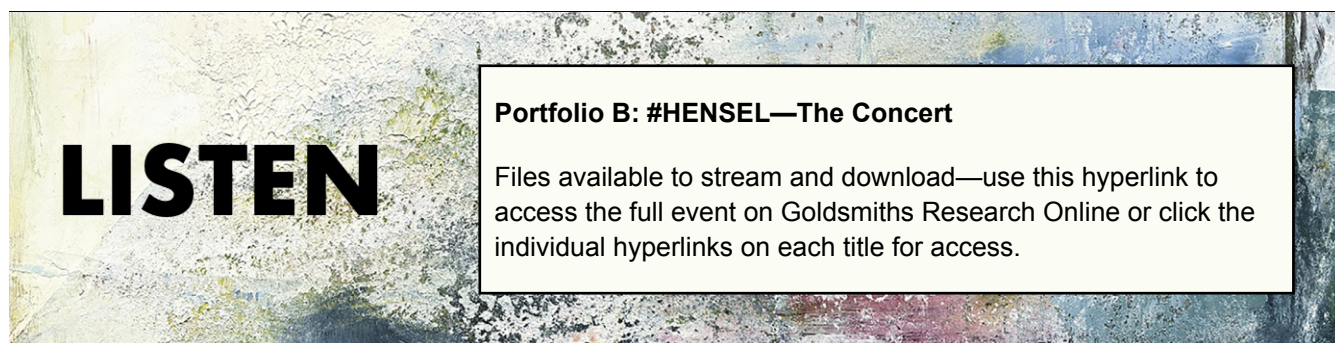 LISTEN
Portfolio B: #HENSEL—The Concert
Files available to stream and download—use this hyperlink to
access the full event on Goldsmiths Research Online or click the
individual hyperlinks on each title for access.